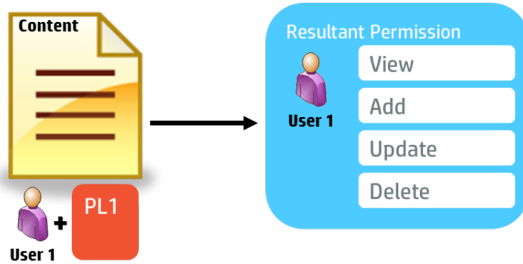 Content
Resultant Permission
User 1
View
Add
Update
Delete
PL1
+
User 1